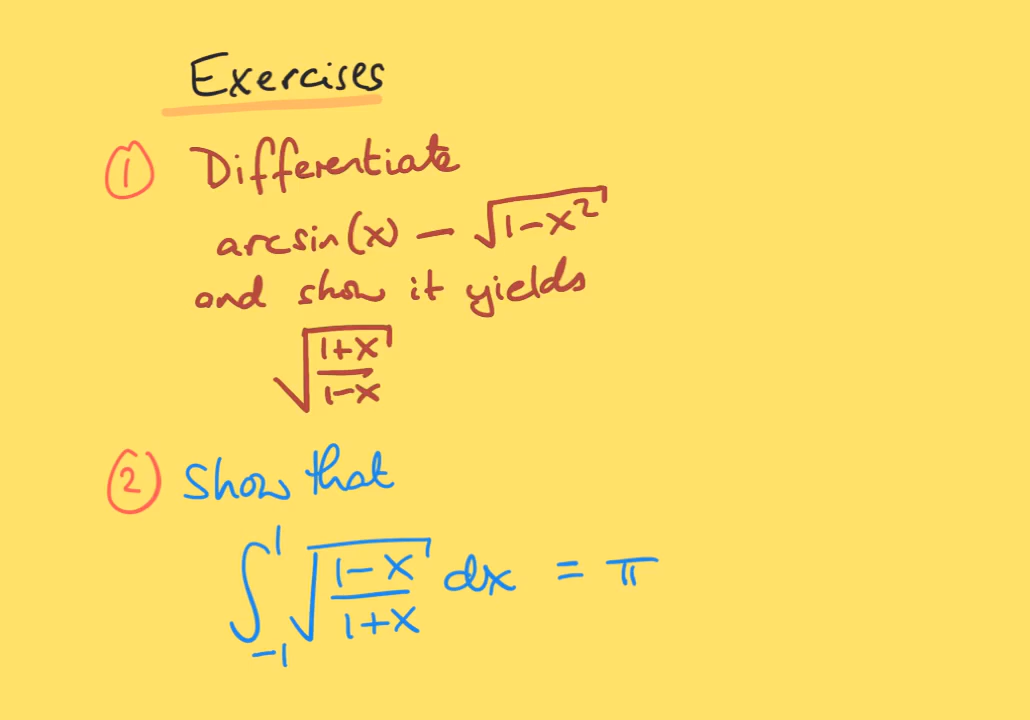 Exercises
① Differentiate
arcsin(x) − √(1−x²)
and show it yields
√((1+x)/(1−x))
② Show that
∫₋₁¹ √((1−x)/(1+x)) dx = π